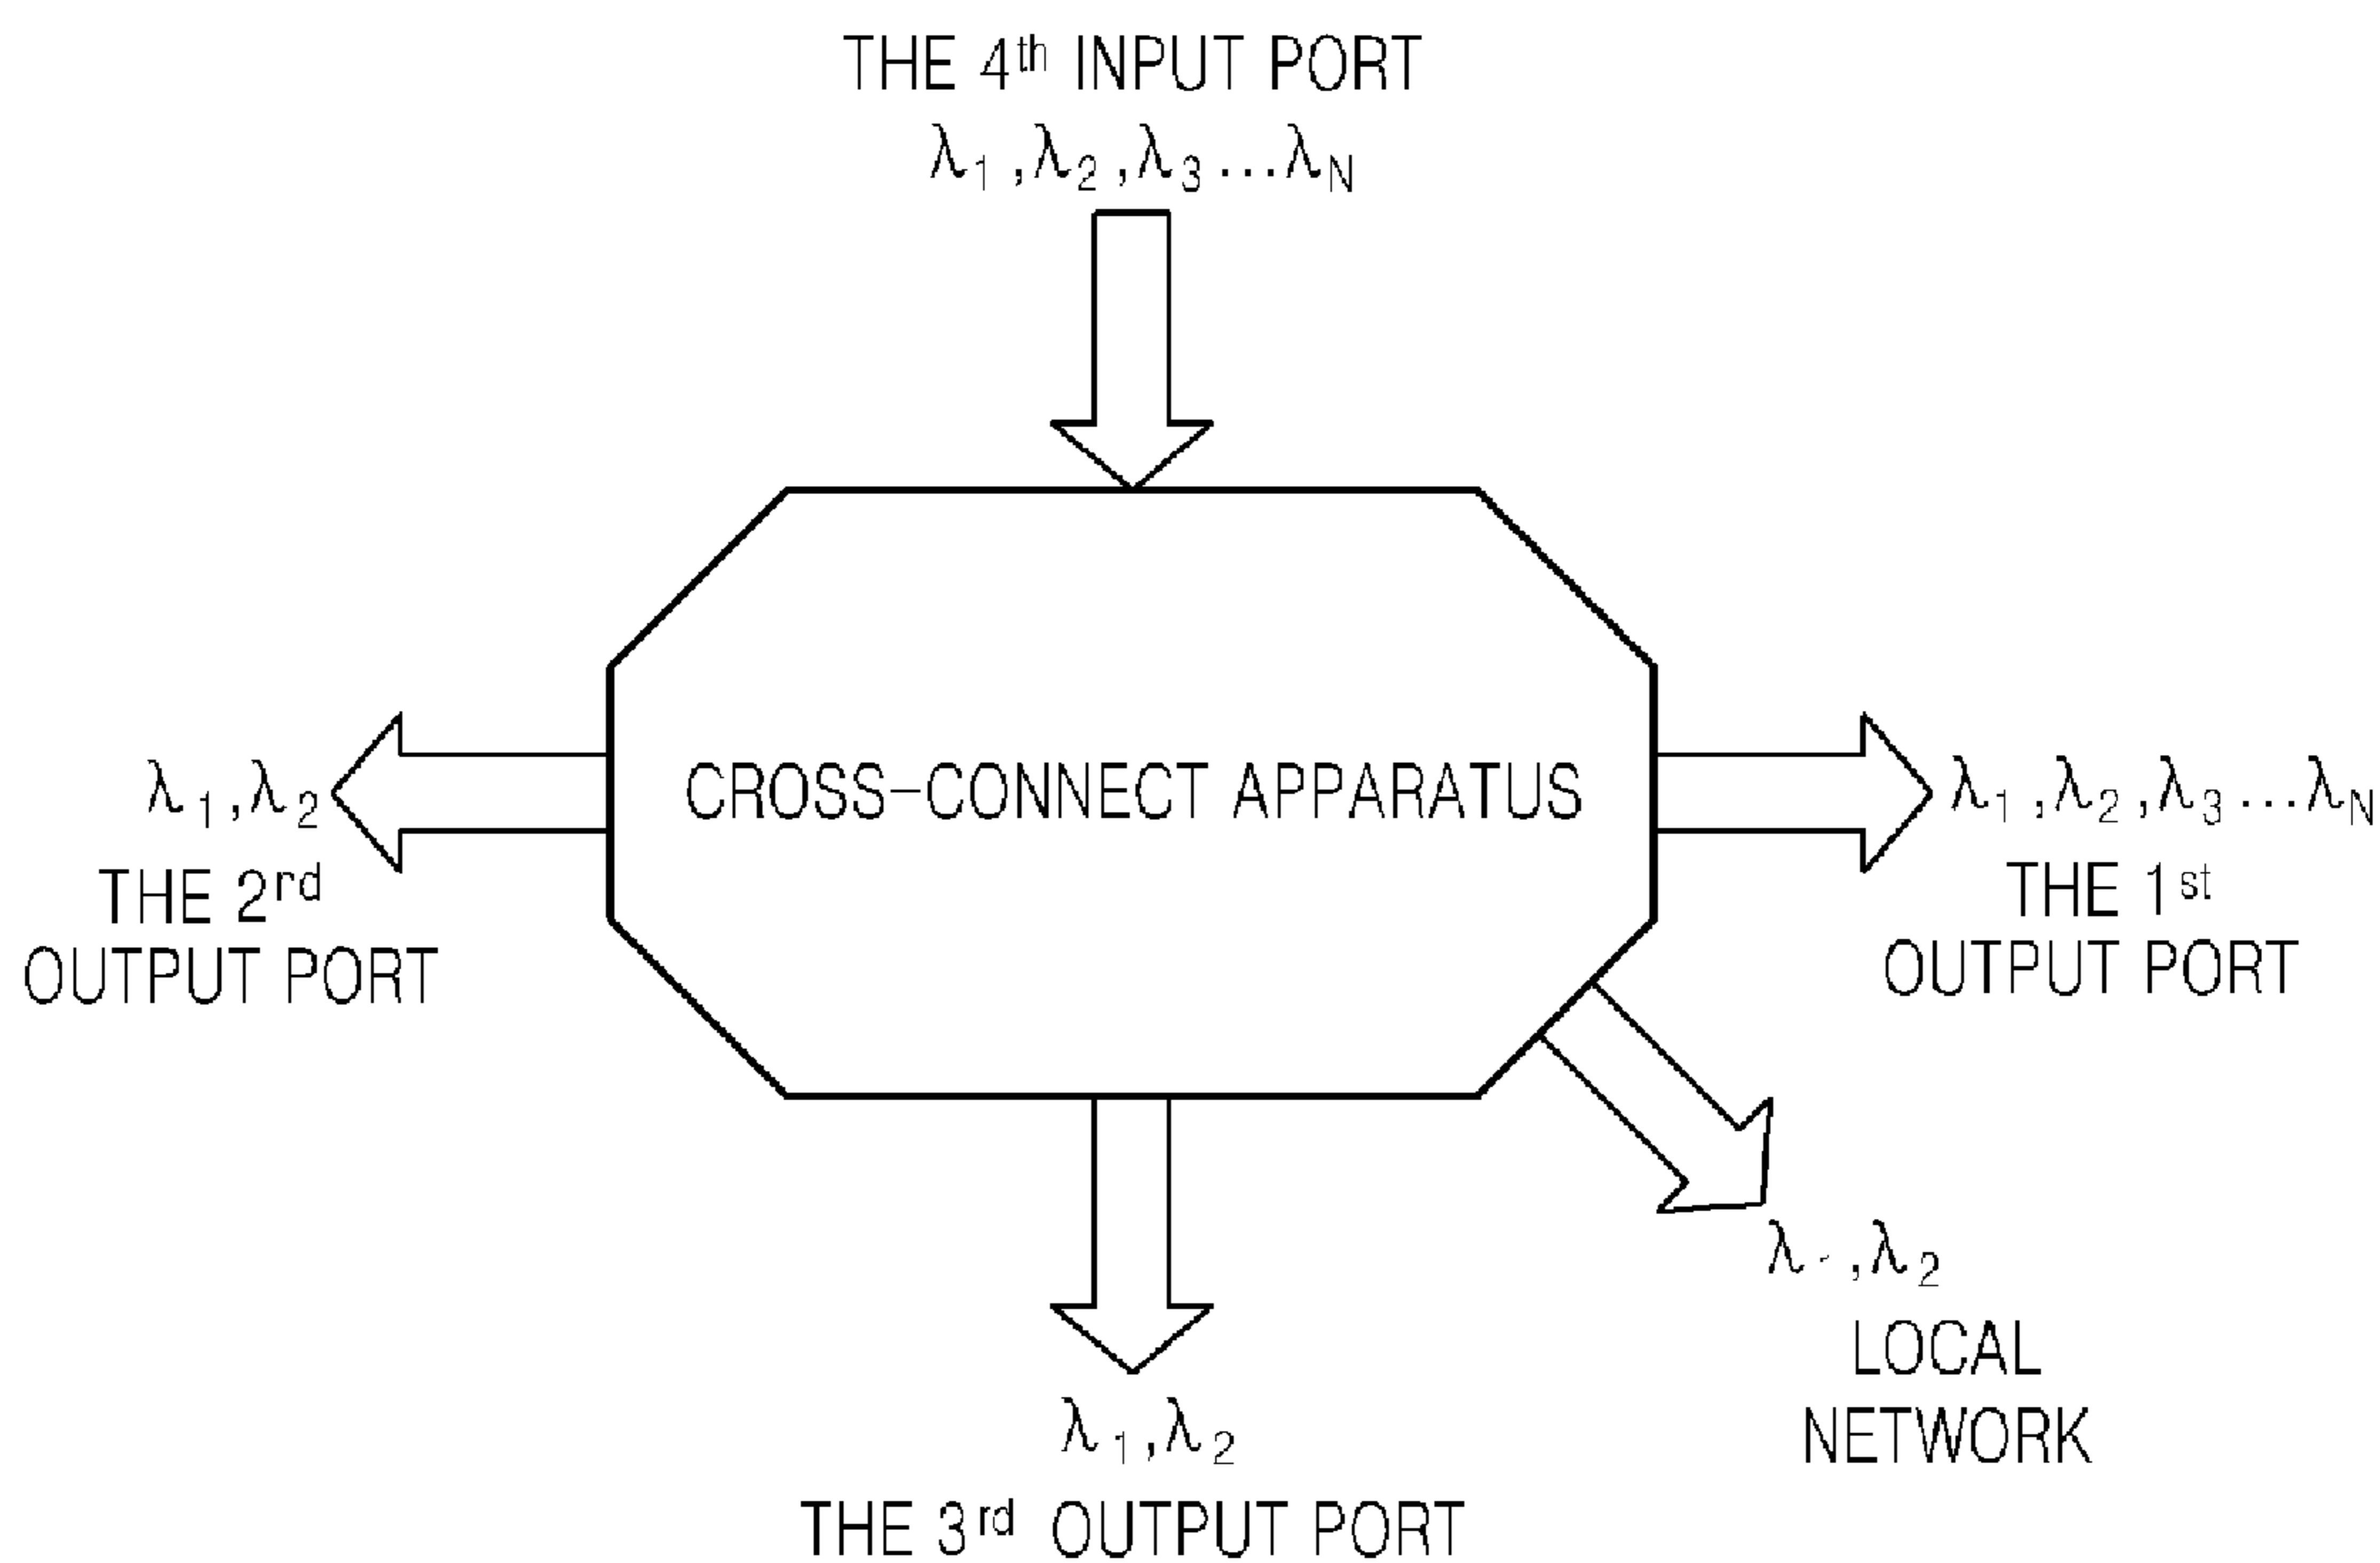 THE 4th INPUT PORT
λ1 ,λ2 ,λ3 ...λN
CROSS-CONNECT APPARATUS
λ1 ,λ2
THE 2rd
OUTPUT PORT
λ1 ,λ2 ,λ3 ...λN
THE 1st
OUTPUT PORT
λ ,λ2
LOCAL
NETWORK
λ1 ,λ2
THE 3rd OUTPUT PORT